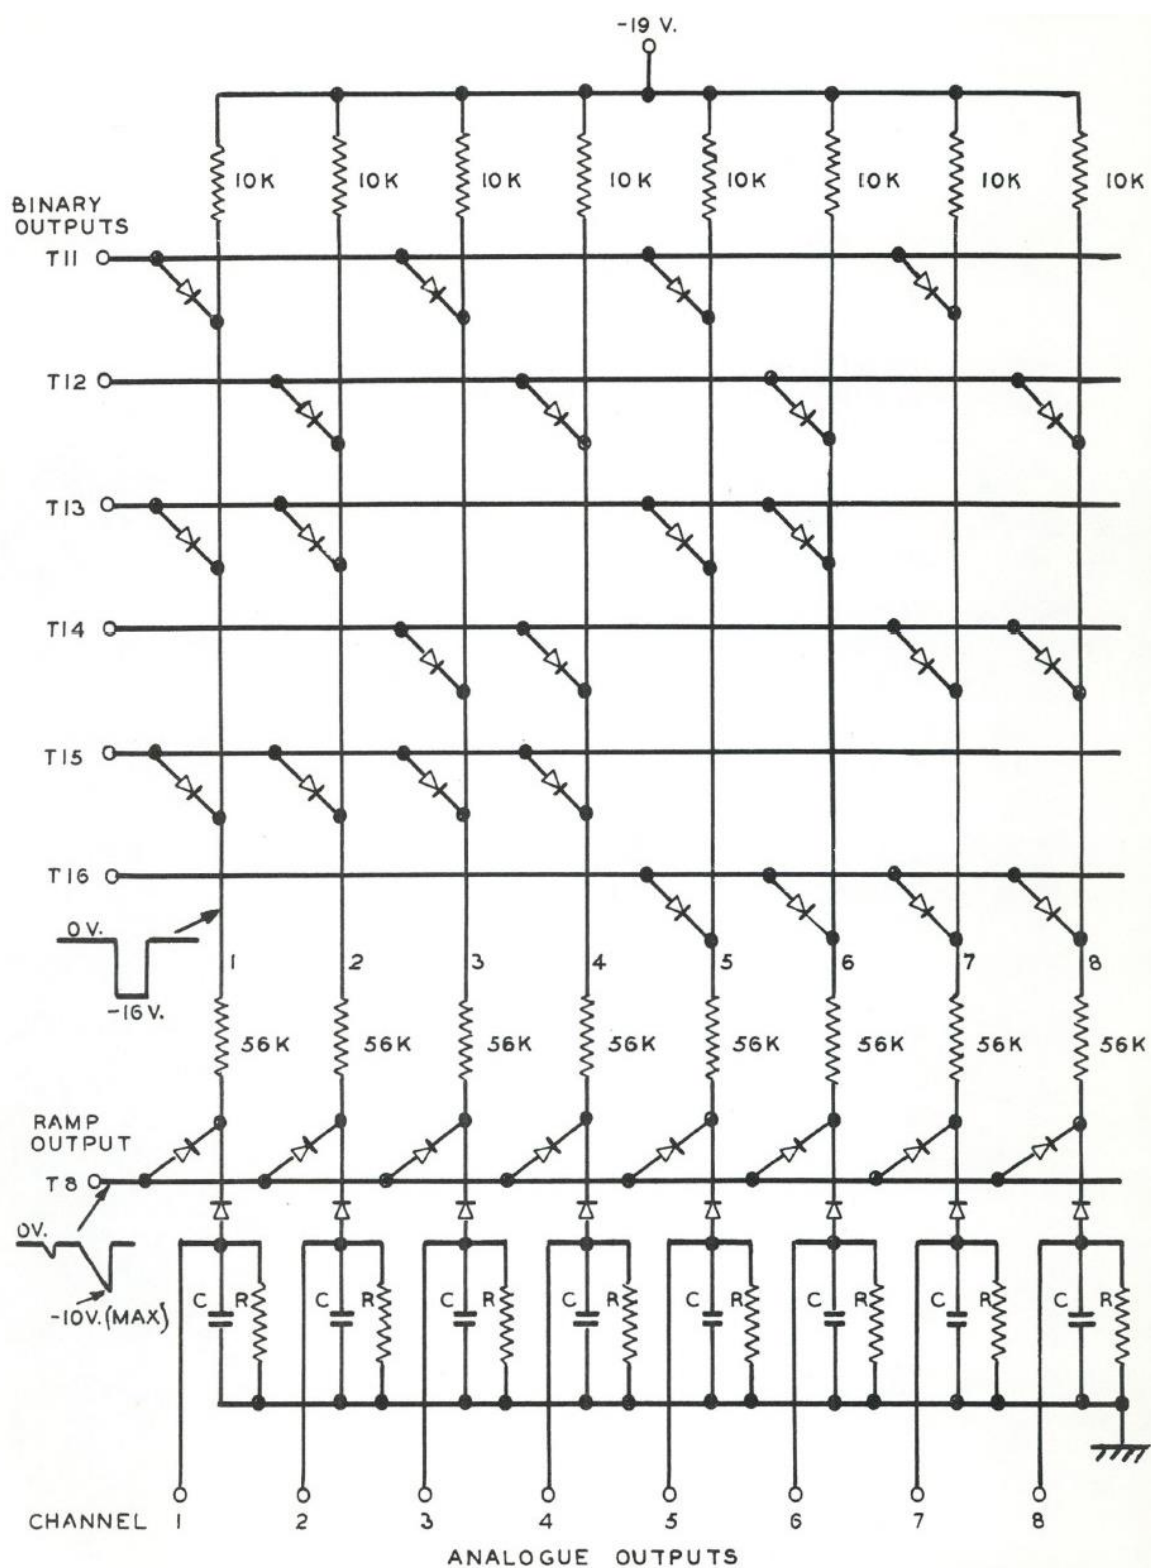 -19 V.
10K 10K 10K 10K 10K 10K 10K 10K
BINARY
OUTPUTS
T11
T12
T13
T14
T15
T16
0V.
-16V.
1 2 3 4 5 6 7 8
56K 56K 56K 56K 56K 56K 56K 56K
RAMP
OUTPUT
T8
0V.
-10V.(MAX)
C R C R C R C R C R C R C R C R
CHANNEL 1 2 3 4 5 6 7 8
ANALOGUE OUTPUTS